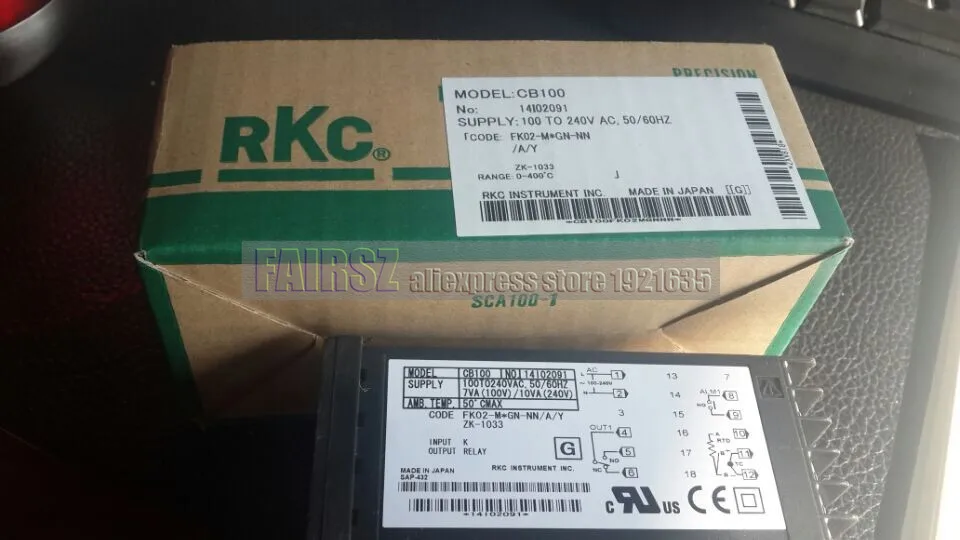 PRECISION
RKC®
MODEL:CB100
No: 14I02091
SUPPLY:100 TO 240V AC, 50/60HZ
「CODE: FK02-M*GN-NN
/A/Y
ZK-1033
RANGE: 0-400℃ 」
RKC INSTRUMENT INC. MADE IN JAPAN [[G]]
*CB100FK02MGNNN*
FAIRSZ aliexpress store 1921635
SCA100-1
MODEL CB100 NO 14I02091
SUPPLY 100TO240VAC, 50/60HZ
7VA(100V)/10VA(240V)
AMB. TEMP. 50°CMAX
CODE FK02-M*GN-NN/A/Y
ZK-1033
INPUT K
OUTPUT RELAY
G
MADE IN JAPAN RKC INSTRUMENT INC.
SAP-432
*14I02091*
L AC 1 13 7
~ 100-240V
N 2 14 ALM1 8
3 15 NO 9
OUT1 4 16 A RTD 10
5 NO 17 B 11
NC 6 18 B TC 12
c RU US CE